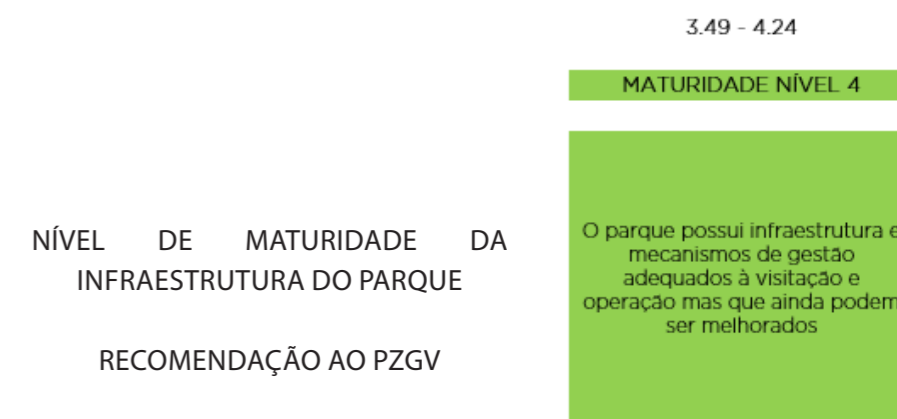 3.49 - 4.24
MATURIDADE NÍVEL 4
NÍVEL DE MATURIDADE DA
INFRAESTRUTURA DO PARQUE
RECOMENDAÇÃO AO PZGV
O parque possui infraestrutura e
mecanismos de gestão
adequados à visitação e
operação mas que ainda podem
ser melhorados